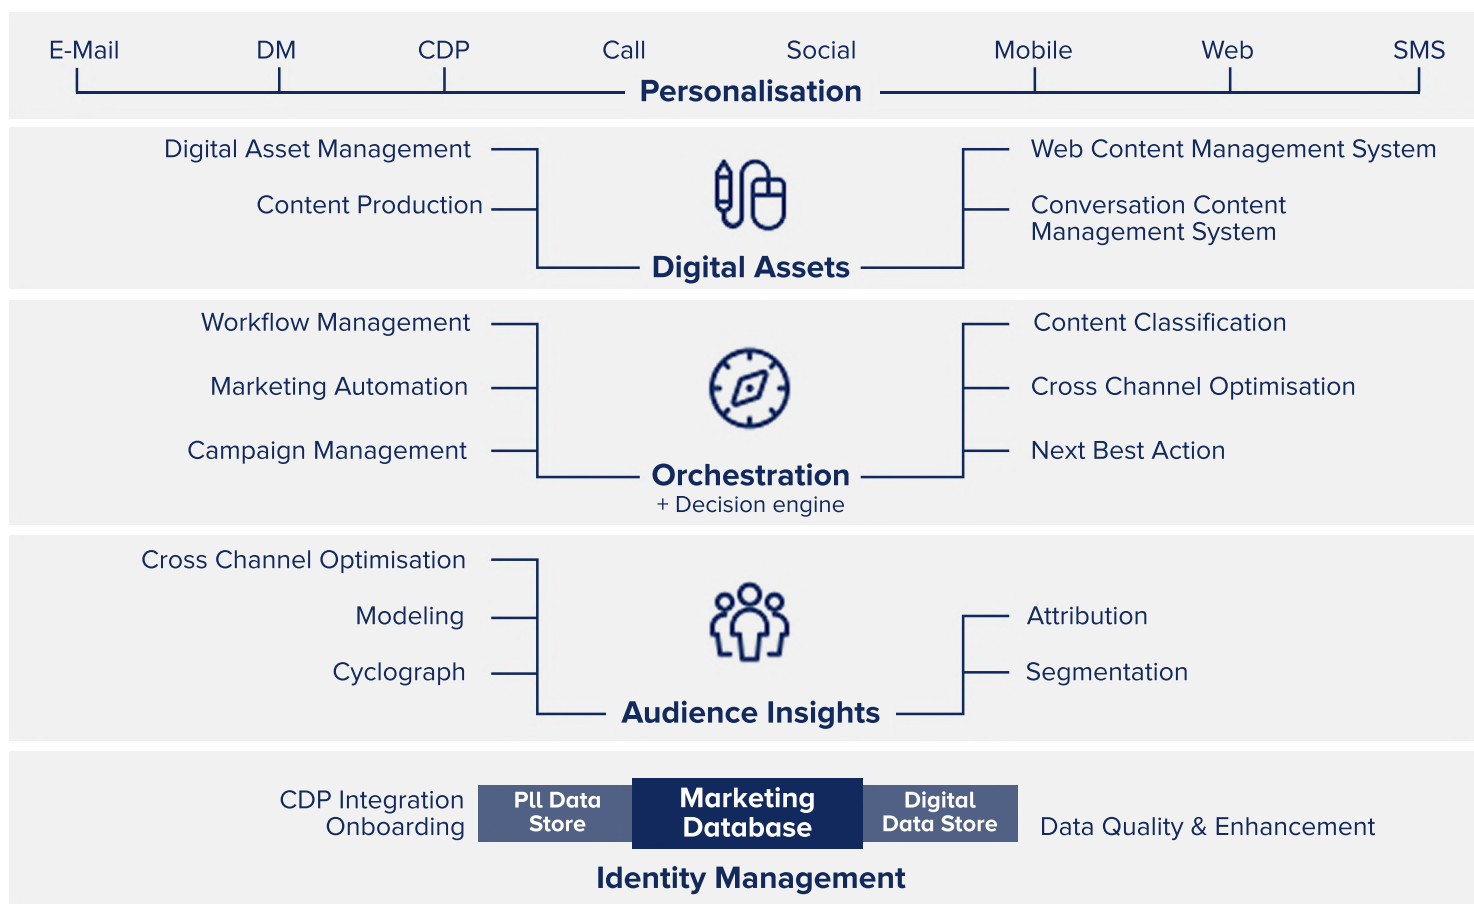 E-Mail DM CDP Call Social Mobile Web SMS
Personalisation
Digital Asset Management
Content Production
Web Content Management System
Conversation Content
Management System
Digital Assets
Workflow Management
Marketing Automation
Campaign Management
Content Classification
Cross Channel Optimisation
Next Best Action
Orchestration
+ Decision engine
Cross Channel Optimisation
Modeling
Cyclograph
Attribution
Segmentation
Audience Insights
CDP Integration
Onboarding
Pll Data
Store
Marketing
Database
Digital
Data Store
Data Quality & Enhancement
Identity Management